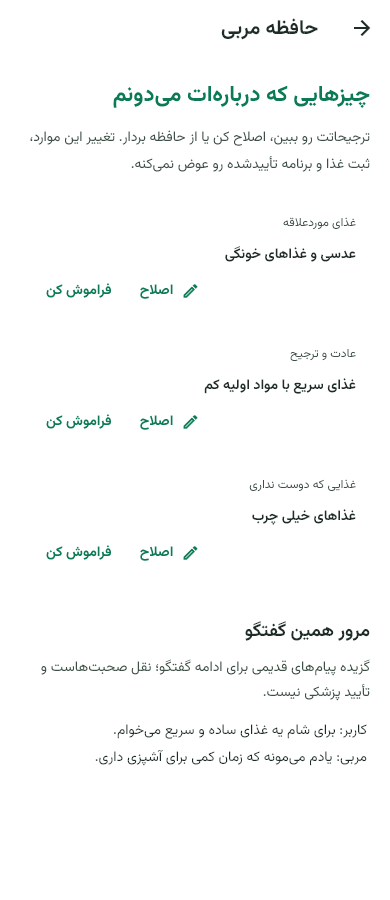 حافظه مربی
چیزهایی که درباره‌ات می‌دونم
ترجیحاتت رو ببین، اصلاح کن یا از حافظه بردار. تغییر این موارد،
ثبت غذا و برنامه تأییدشده رو عوض نمی‌کنه.
غذای موردعلاقه
عدسی و غذاهای خونگی
اصلاح فراموش کن
عادت و ترجیح
غذای سریع با مواد اولیه کم
اصلاح فراموش کن
غذایی که دوست نداری
غذاهای خیلی چرب
اصلاح فراموش کن
مرور همین گفتگو
گزیده پیام‌های قدیمی برای ادامه گفتگو؛ نقل صحبت‌هاست و
تأیید پزشکی نیست.
کاربر: برای شام یه غذای ساده و سریع می‌خوام.
مربی: یادم می‌مونه که زمان کمی برای آشپزی داری.